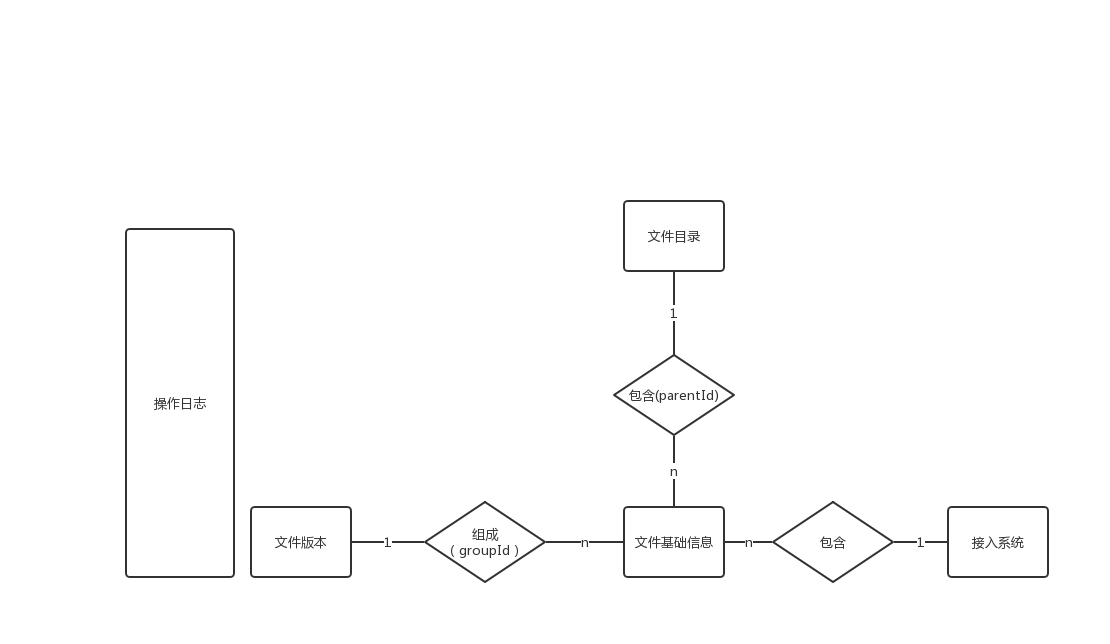 文件目录
1
包含(parentId)
操作日志
n
文件版本
1
组成
( groupId )
n
文件基础信息
n
包含
1
接入系统